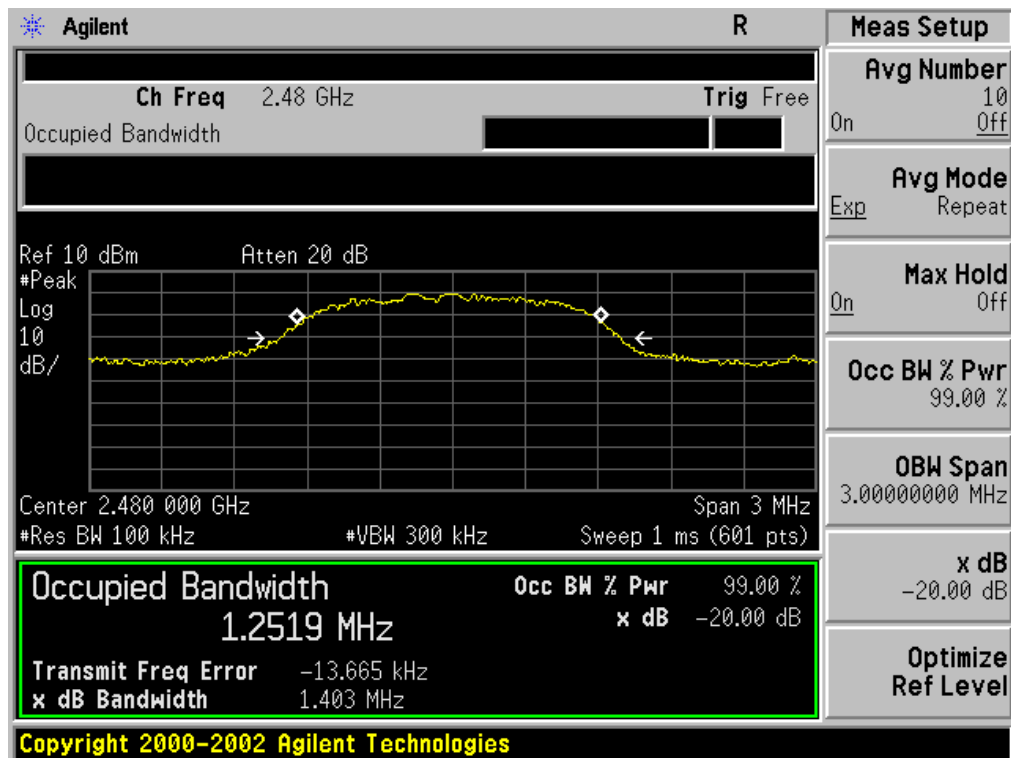 Agilent R Meas Setup
Ch Freq 2.48 GHz Trig Free
Occupied Bandwidth
Ref 10 dBm Atten 20 dB
#Peak
Log
10
dB/
Center 2.480 000 GHz Span 3 MHz
#Res BW 100 kHz #VBW 300 kHz Sweep 1 ms (601 pts)
Occupied Bandwidth Occ BW % Pwr 99.00 %
1.2519 MHz x dB -20.00 dB
Transmit Freq Error -13.665 kHz
x dB Bandwidth 1.403 MHz
Avg Number
10
On Off
Avg Mode
Exp Repeat
Max Hold
On Off
Occ BW % Pwr
99.00 %
OBW Span
3.00000000 MHz
x dB
-20.00 dB
Optimize
Ref Level
Copyright 2000-2002 Agilent Technologies